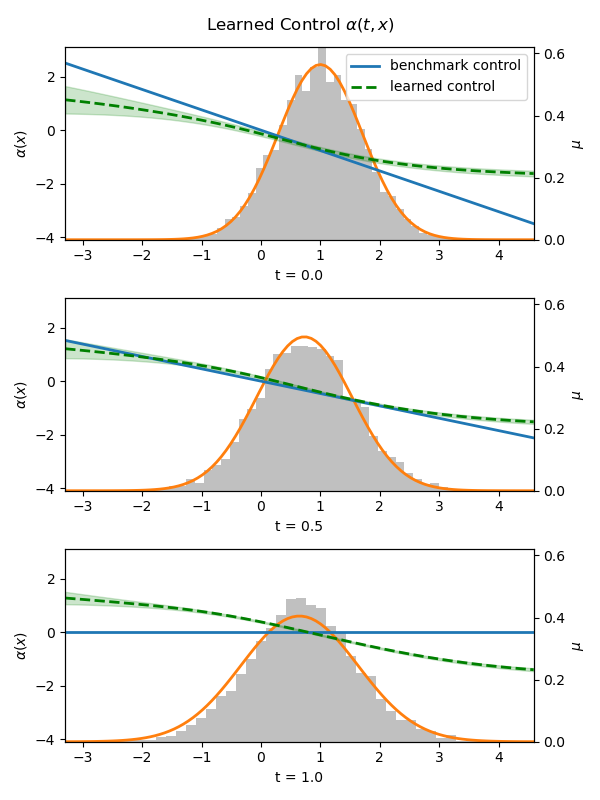 Learned Control α(t, x)
benchmark control
learned control
2
0
−2
−4
α(x)
0.6
0.4
0.2
0.0
μ
−3 −2 −1 0 1 2 3 4
t = 0.0
2
0
−2
−4
α(x)
0.6
0.4
0.2
0.0
μ
−3 −2 −1 0 1 2 3 4
t = 0.5
2
0
−2
−4
α(x)
0.6
0.4
0.2
0.0
μ
−3 −2 −1 0 1 2 3 4
t = 1.0